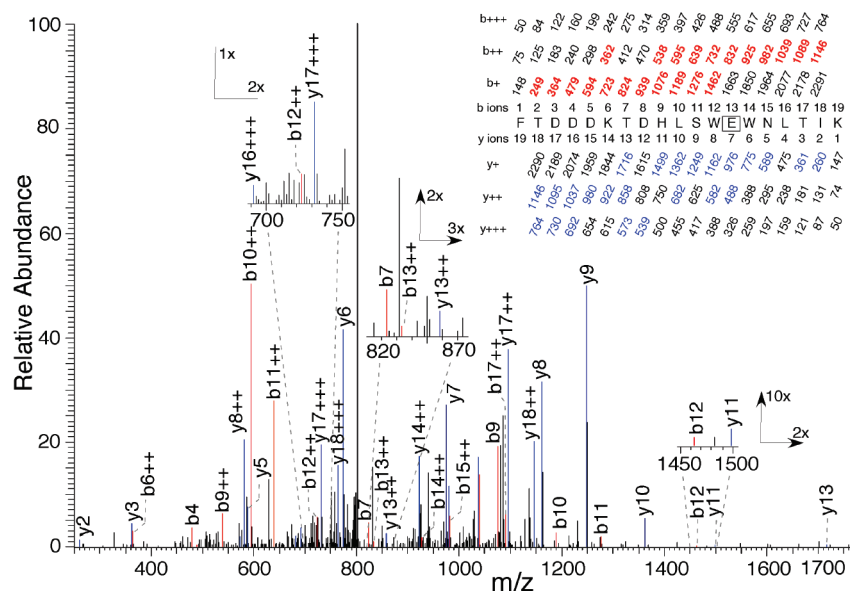 b+++ 50 84 122 160 199 242 275 314 359 397 426 488 555 617 655 693 727 764
b++ 75 125 183 240 298 362 412 470 538 595 639 732 832 925 982 1039 1089 1146
b+ 148 249 364 479 594 723 824 939 1076 1189 1276 1462 1663 1850 1964 2077 2178 2291
b ions 1 2 3 4 5 6 7 8 9 10 11 12 13 14 15 16 17 18 19
F T D D D K T D H L S W E W N L T I K
y ions 19 18 17 16 15 14 13 12 11 10 9 8 7 6 5 4 3 2 1
y+ 2290 2189 2074 1959 1844 1716 1615 1499 1362 1249 1162 976 775 589 475 361 260 147
y++ 1146 1095 1037 980 922 858 808 750 682 625 582 488 388 295 238 181 131 74
y+++ 764 730 692 654 615 573 539 500 455 417 388 326 259 197 159 121 87 50
Relative Abundance
100
80
60
40
20
0
1x
2x
y16+++
b12++
y17+++
700 750
2x
3x
b7
b13++
y13++
820 870
10x
2x
b12
y11
1450 1500
y2
y3
b6++
b4
b9++
y8++
b10++
y5
b11++
b12++
y17+++
y18+++
y6
b7
b13++
y13++
y14++
b14++
y7
b15++
b9
b17++
y17++
y18++
y8
b10
y9
b11
y10
b12
y11
y13
400 600 800 1000 1200 1400 1600 1700
m/z